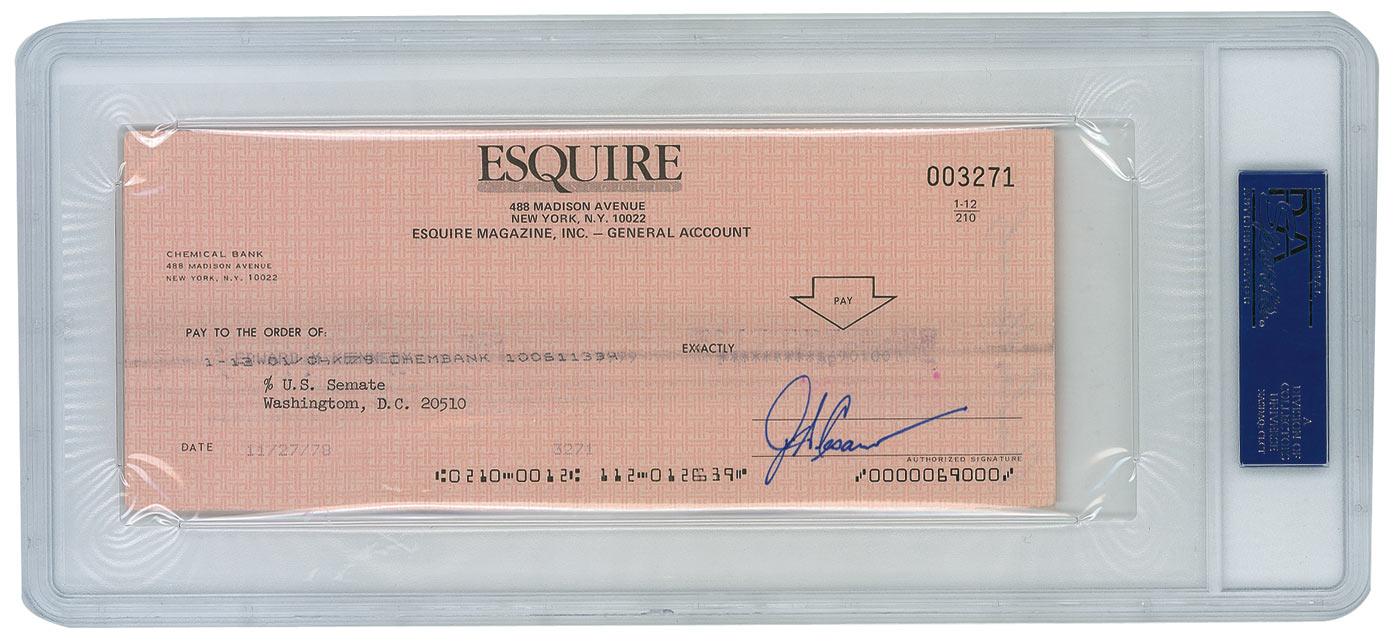 ESQUIRE
003271
488 MADISON AVENUE
1-12
NEW YORK, N.Y. 10022
210
ESQUIRE MAGAZINE, INC. — GENERAL ACCOUNT
CHEMICAL BANK
488 MADISON AVENUE
NEW YORK, N.Y. 10022
PAY
PAY TO THE ORDER OF:
EXACTLY
CHEMBANK
% U.S. Semate
Washingtom, D.C. 20510
DATE 11/27/78 3271
AUTHORIZED SIGNATURE
⑆0210⑉0012⑆ 112⑉012639⑈ ⑇0000069000⑇
PSA